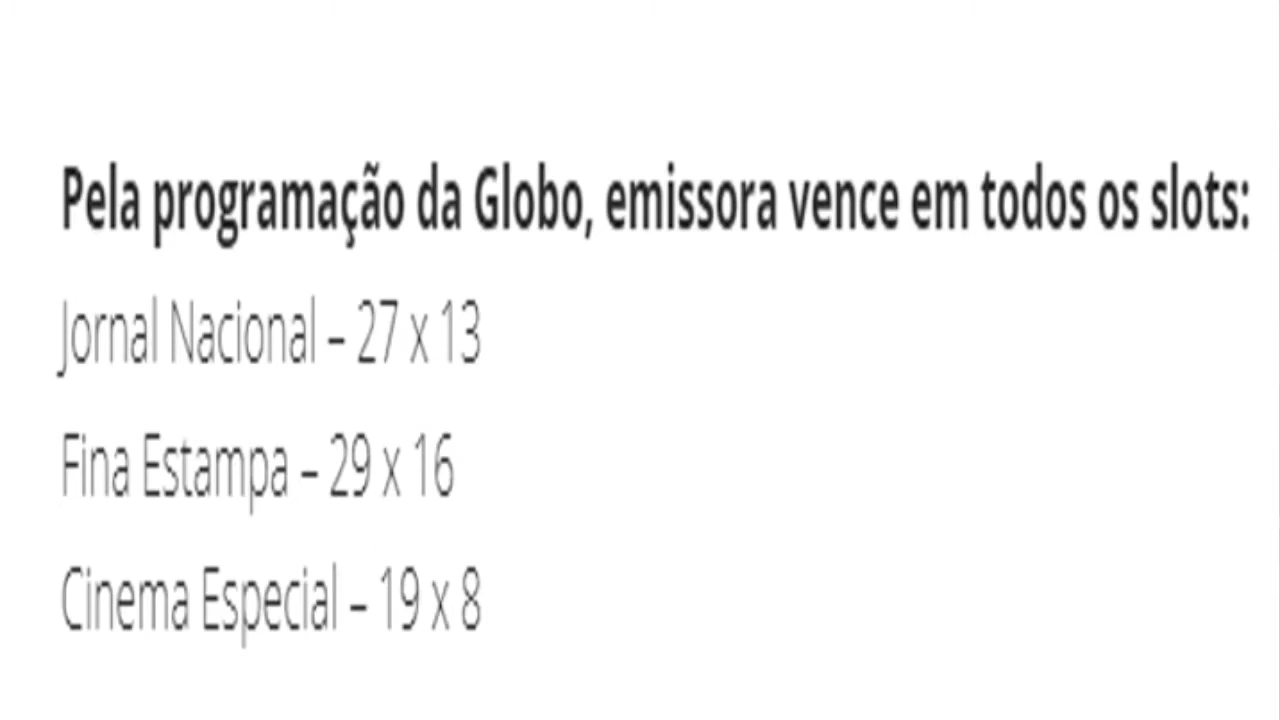 Pela programação da Globo, emissora vence em todos os slots:
Jornal Nacional – 27 x 13
Fina Estampa – 29 x 16
Cinema Especial – 19 x 8